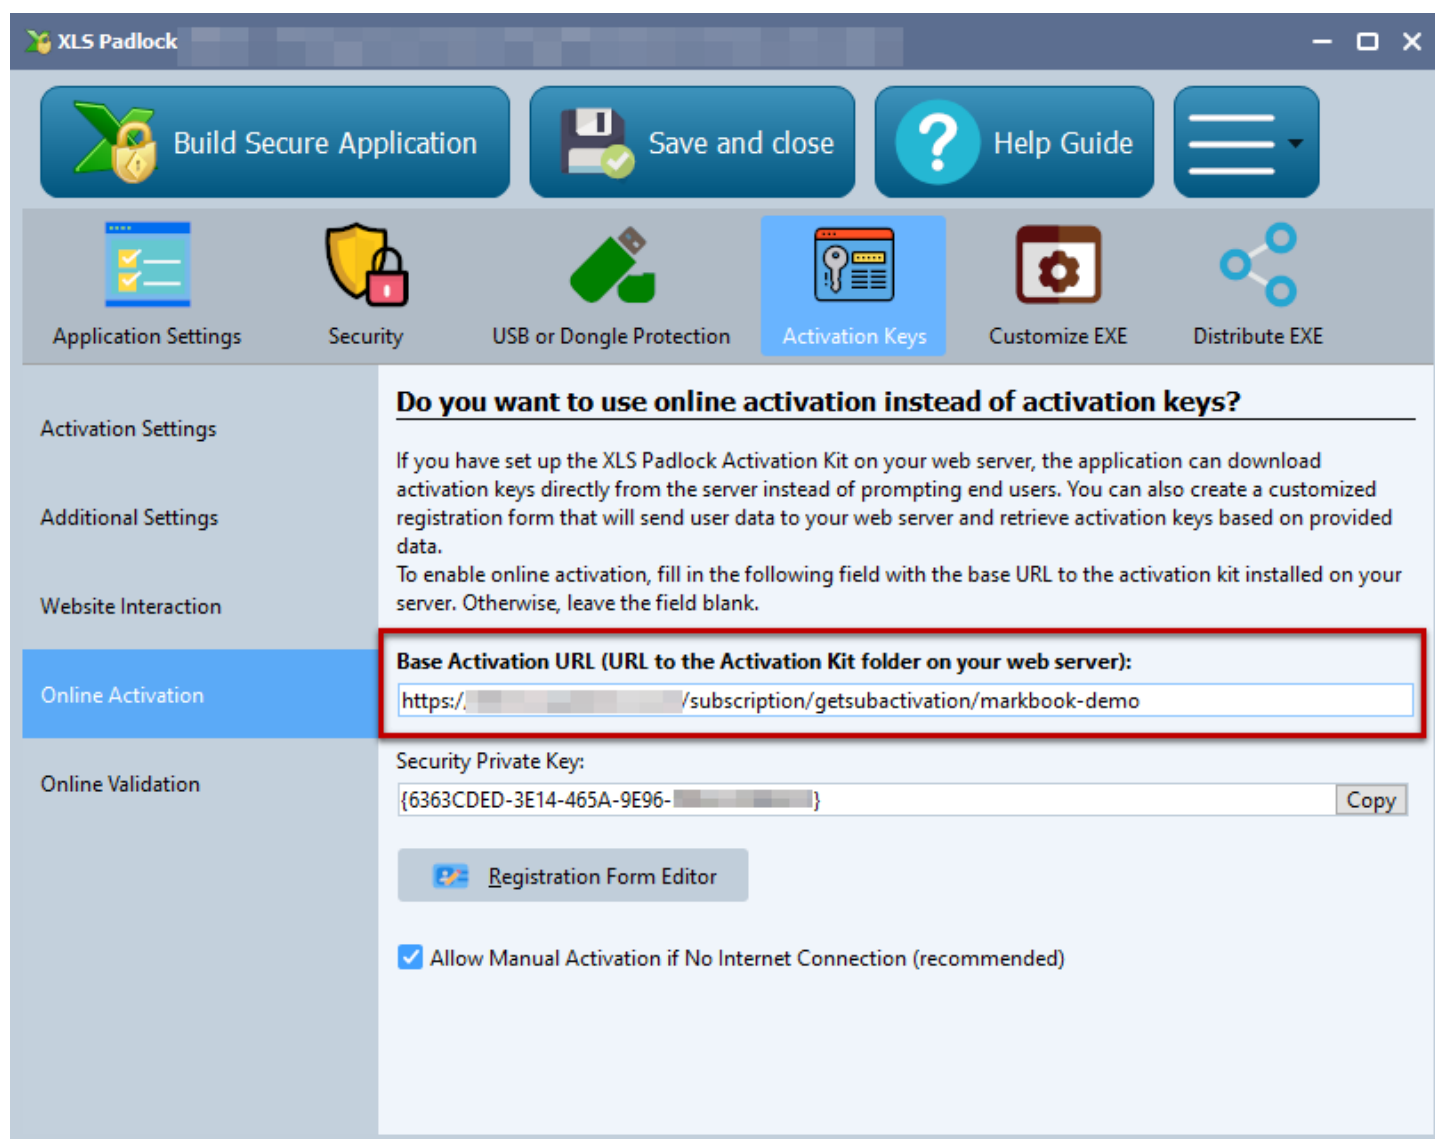 XLS Padlock
Build Secure Application
Save and close
Help Guide
Application Settings
Security
USB or Dongle Protection
Activation Keys
Customize EXE
Distribute EXE
Activation Settings
Additional Settings
Website Interaction
Online Activation
Online Validation
Do you want to use online activation instead of activation keys?
If you have set up the XLS Padlock Activation Kit on your web server, the application can download
activation keys directly from the server instead of prompting end users. You can also create a customized
registration form that will send user data to your web server and retrieve activation keys based on provided
data.
To enable online activation, fill in the following field with the base URL to the activation kit installed on your
server. Otherwise, leave the field blank.
Base Activation URL (URL to the Activation Kit folder on your web server):
https:/ /subscription/getsubactivation/markbook-demo
Security Private Key:
{6363CDED-3E14-465A-9E96- }
Copy
Registration Form Editor
Allow Manual Activation if No Internet Connection (recommended)